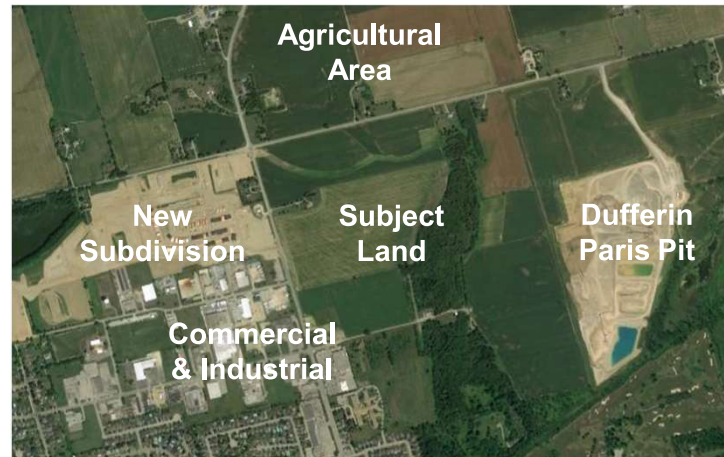 Agricultural
Area
New
Subdivision
Subject
Land
Dufferin
Paris Pit
Commercial
& Industrial